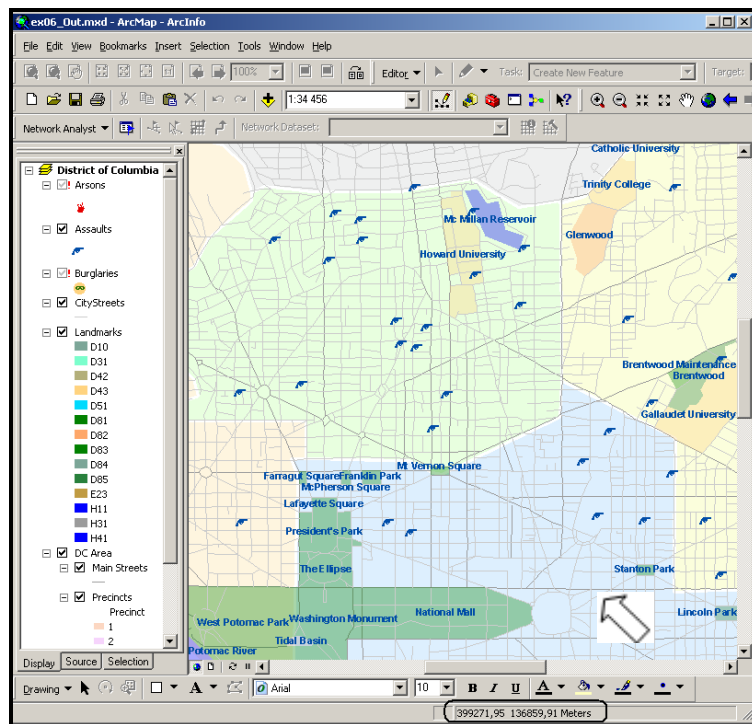 ex06_Out.mxd - ArcMap - ArcInfo
File Edit View Bookmarks Insert Selection Tools Window Help
100% Editor Task: Create New Feature Target:
1:34 456
Network Analyst Network Dataset:
District of Columbia
Arsons
Assaults
Burglaries
CityStreets
Landmarks
D10
D31
D42
D43
D51
D81
D82
D83
D84
D85
E23
H11
H31
H41
DC Area
Main Streets
Precincts
Precinct
1
2
Display Source Selection
Catholic University
Trinity College
Mc Millan Reservoir
Glenwood
Howard University
Brentwood Maintenance
Brentwood
Gallaudet University
Mt Vernon Square
Farragut Square Franklin Park
McPherson Square
Lafayette Square
President's Park
The Ellipse
Stanton Park
National Mall
Lincoln Park
West Potomac Park Washington Monument
Tidal Basin
Potomac River
Drawing A Arial 10 B I U A
399271,95 136859,91 Meters